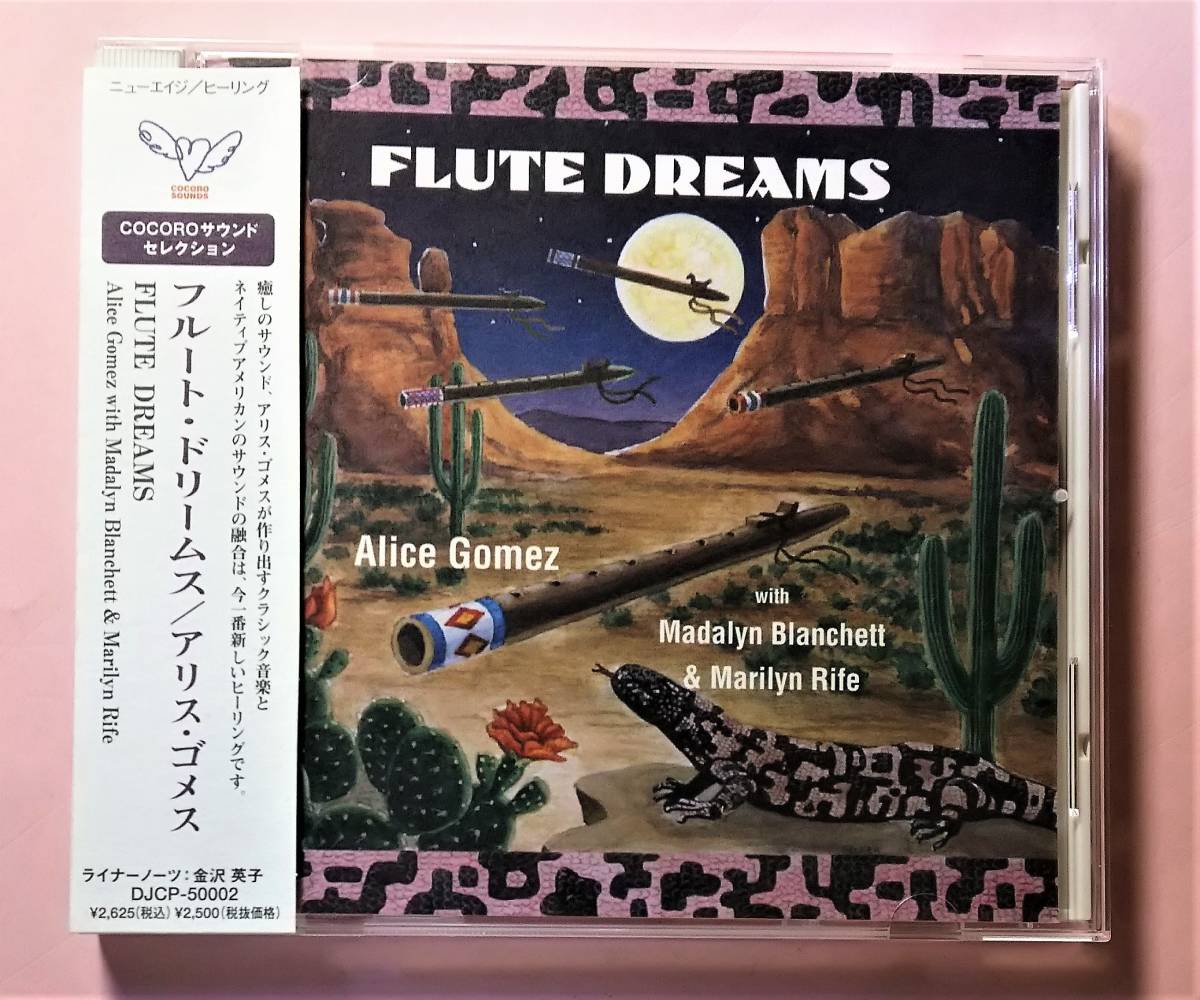 ニューエイジ／ヒーリング
COCORO
SOUNDS
COCOROサウンド
セレクション
癒しのサウンド、アリス・ゴメスが作り出すクラシック音楽と
ネイティブアメリカンのサウンドの融合は、今一番新しいヒーリングです。
フルート・ドリームス／アリス・ゴメス
FLUTE DREAMS
Alice Gomez with Madalyn Blanchett & Marilyn Rife
ライナーノーツ：金沢 英子
DJCP-50002
¥2,625(税込) ¥2,500(税抜価格)
FLUTE DREAMS
Alice Gomez
with
Madalyn Blanchett
& Marilyn Rife